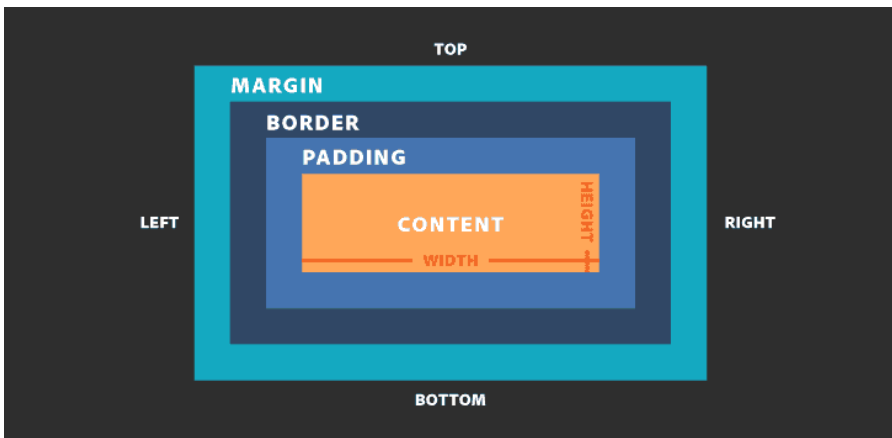 TOP
MARGIN
BORDER
PADDING
HEIGHT
LEFT
CONTENT
RIGHT
WIDTH
BOTTOM